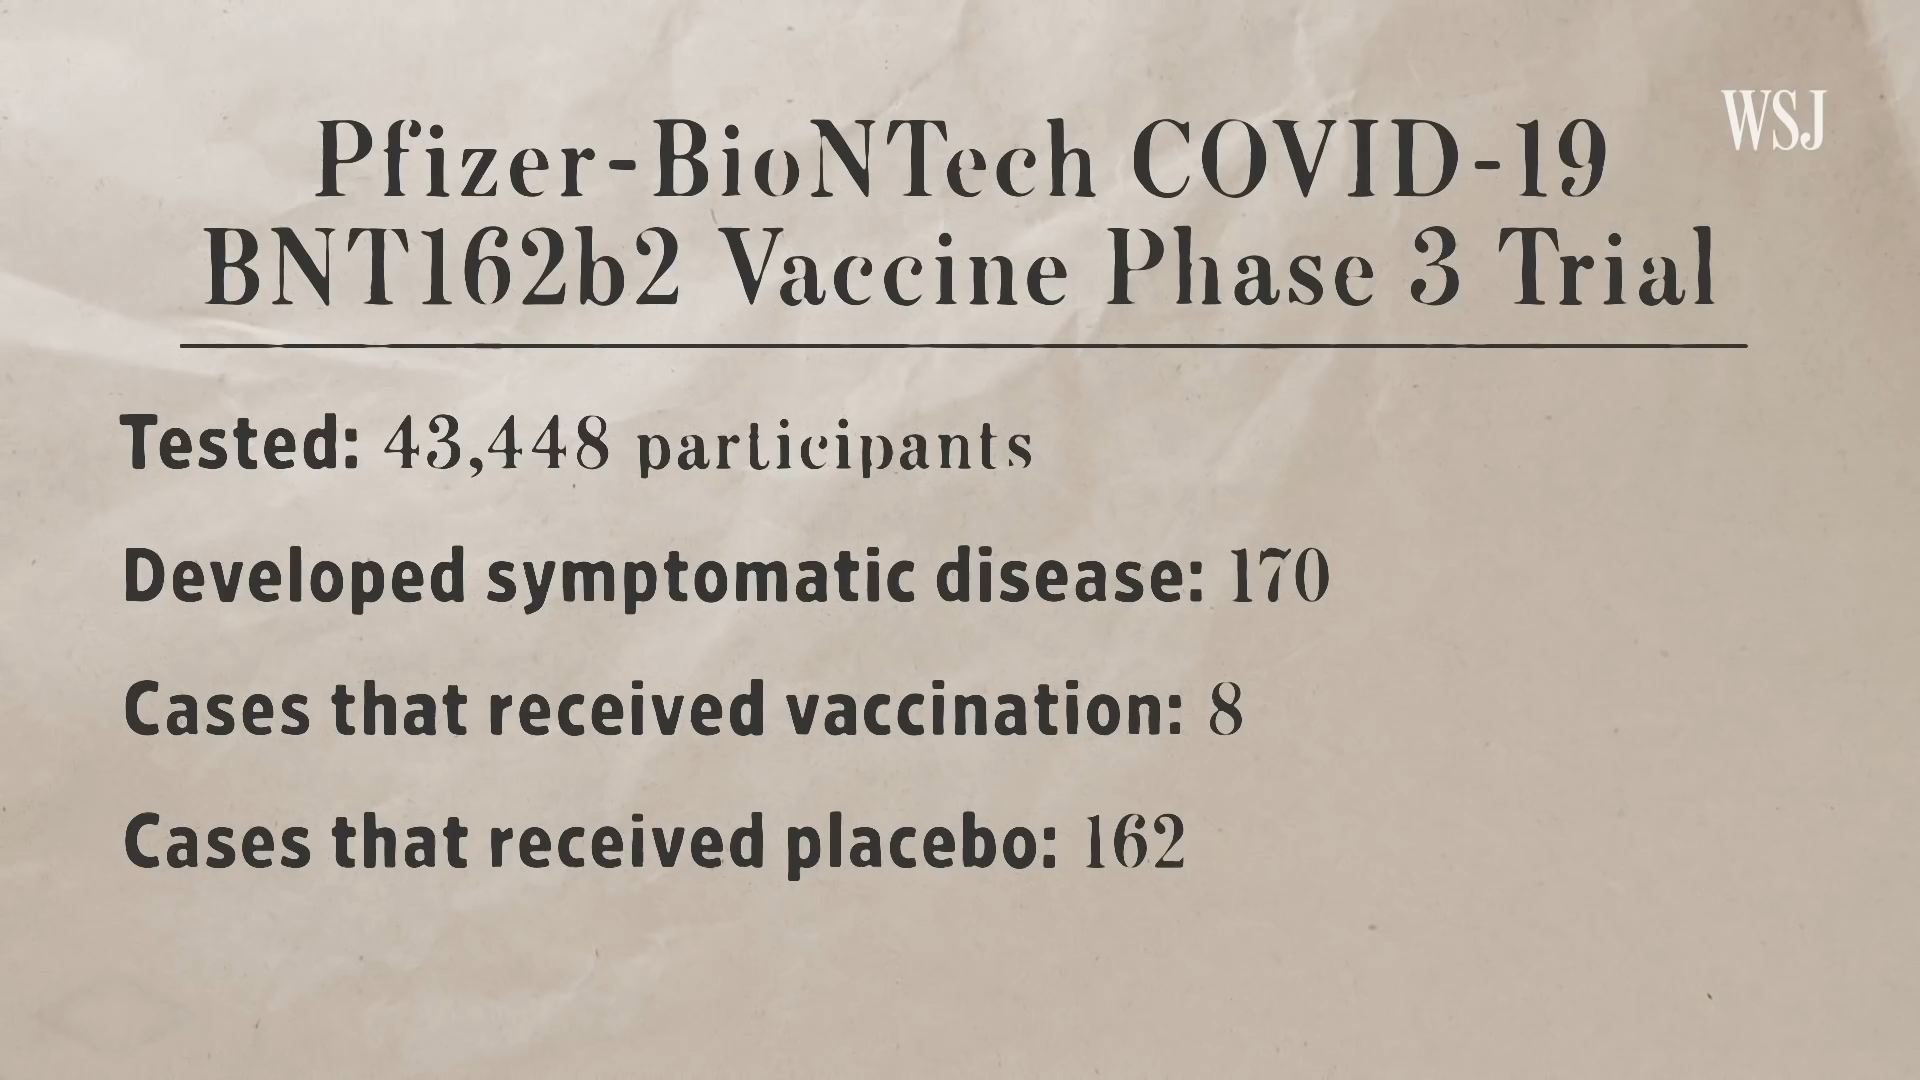 WSJ
Pfizer-BioNTech COVID-19
BNT162b2 Vaccine Phase 3 Trial
Tested: 43,448 participants
Developed symptomatic disease: 170
Cases that received vaccination: 8
Cases that received placebo: 162